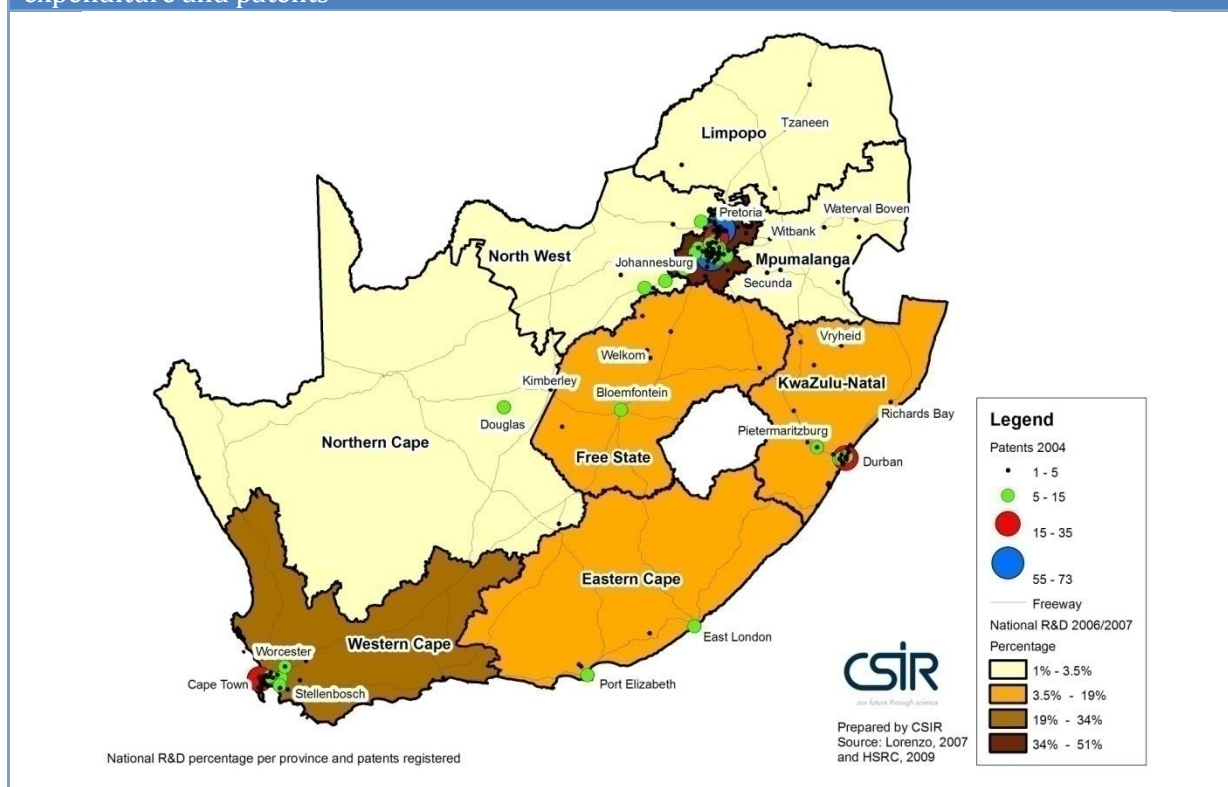 expenditure and patents
Limpopo
Tzaneen
Pretoria
Waterval Boven
Witbank
North West
Johannesburg
Mpumalanga
Secunda
Vryheid
Welkom
Kimberley
KwaZulu-Natal
Bloemfontein
Richards Bay
Douglas
Pietermaritzburg
Northern Cape
Free State
Durban
Eastern Cape
East London
Western Cape
Worcester
Cape Town
Stellenbosch
Port Elizabeth
Legend
Patents 2004
1 - 5
5 - 15
15 - 35
55 - 73
Freeway
National R&D 2006/2007
Percentage
1% - 3.5%
3.5% - 19%
19% - 34%
34% - 51%
CSIR
our future through science
Prepared by CSIR
Source: Lorenzo, 2007
and HSRC, 2009
National R&D percentage per province and patents registered